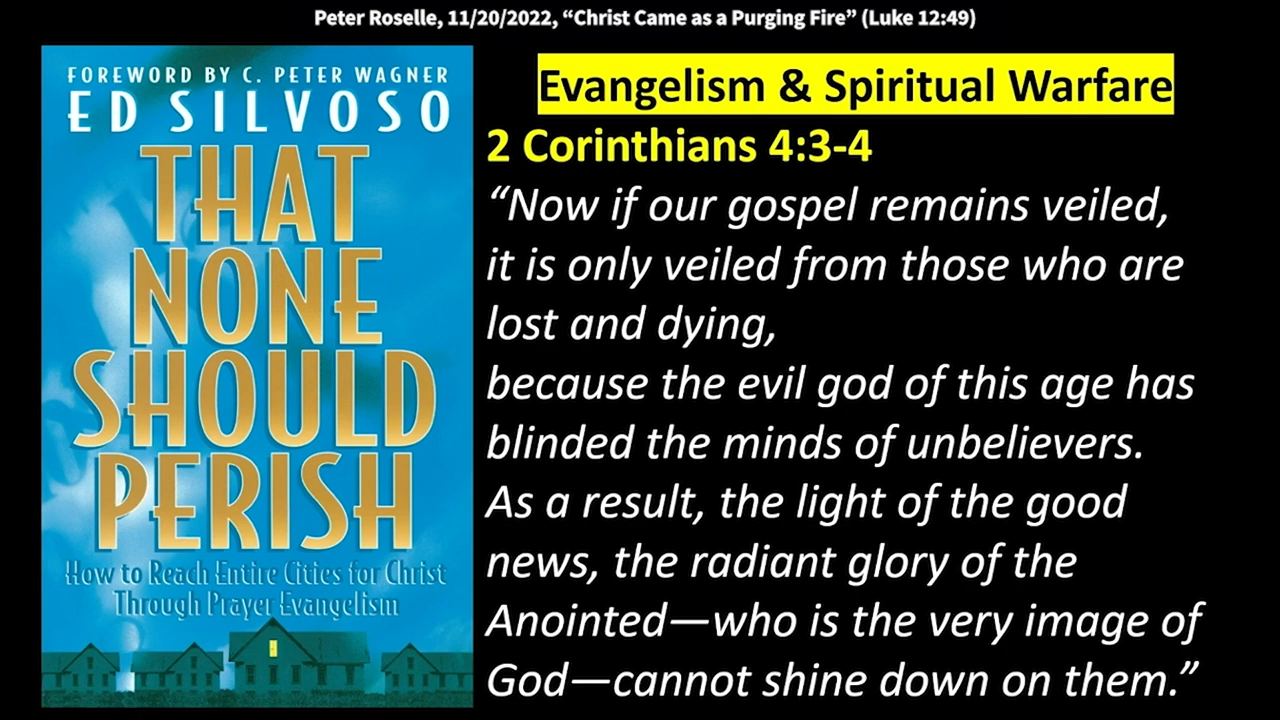 Peter Roselle, 11/20/2022, “Christ Came as a Purging Fire” (Luke 12:49)
FOREWORD BY C. PETER WAGNER
ED SILVOSO
THAT
NONE
SHOULD
PERISH
How to Reach Entire Cities for Christ
Through Prayer Evangelism
Evangelism & Spiritual Warfare
2 Corinthians 4:3-4
“Now if our gospel remains veiled,
it is only veiled from those who are
lost and dying,
because the evil god of this age has
blinded the minds of unbelievers.
As a result, the light of the good
news, the radiant glory of the
Anointed—who is the very image of
God—cannot shine down on them.”